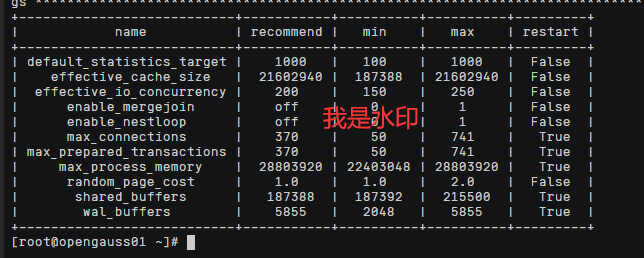 gs ************************************************************************
+---------------------------+-----------+----------+----------+---------+
| name | recommend | min | max | restart |
+---------------------------+-----------+----------+----------+---------+
| default_statistics_target | 1000 | 100 | 1000 | False |
| effective_cache_size | 21602940 | 187388 | 21602940 | False |
| effective_io_concurrency | 200 | 150 | 250 | False |
| enable_mergejoin | off | 0 | 1 | False |
| enable_nestloop | off | 0 | 1 | False |
我是水印
| max_connections | 370 | 50 | 741 | True |
| max_prepared_transactions | 370 | 50 | 741 | True |
| max_process_memory | 28803920 | 22403048 | 28803920 | True |
| random_page_cost | 1.0 | 1.0 | 2.0 | False |
| shared_buffers | 187388 | 187392 | 215500 | True |
| wal_buffers | 5855 | 2048 | 5855 | True |
+---------------------------+-----------+----------+----------+---------+
[root@opengauss01 ~]#